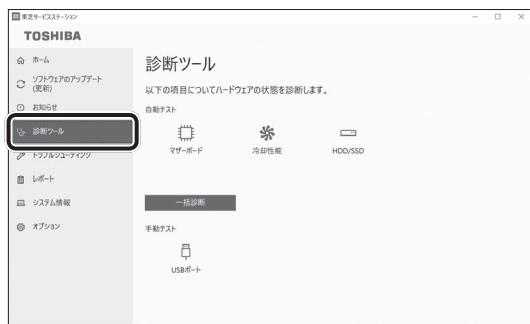 東芝サービスステーション
TOSHIBA
ホーム
ソフトウェアのアップデート
(更新)
お知らせ
診断ツール
トラブルシューティング
レポート
システム情報
オプション
診断ツール
以下の項目についてハードウェアの状態を診断します。
自動テスト
マザーボード
冷却性能
HDD/SSD
一括診断
手動テスト
USBポート